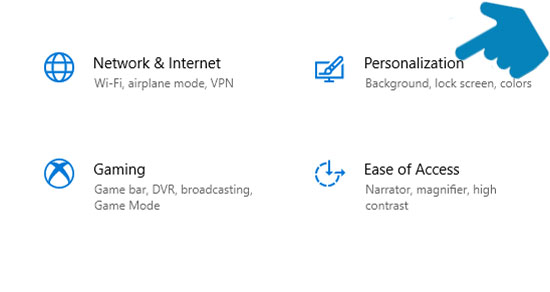 Network & Internet
Wi-Fi, airplane mode, VPN
Personalization
Background, lock screen, colors
Gaming
Game bar, DVR, broadcasting,
Game Mode
Ease of Access
Narrator, magnifier, high
contrast